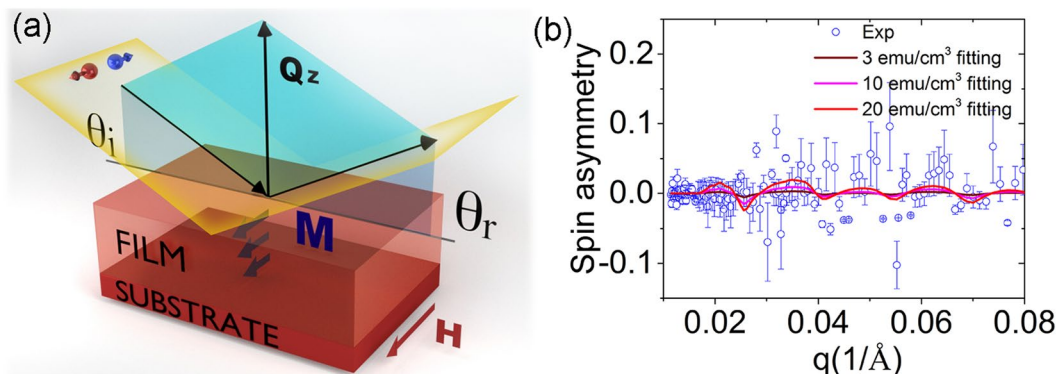 (a)
Qz
θi
θr
M
FILM
SUBSTRATE
H
(b)
Exp
3 emu/cm³ fitting
10 emu/cm³ fitting
20 emu/cm³ fitting
Spin asymmetry
0.2
0.1
0.0
-0.1
0.02 0.04 0.06 0.08
q(1/Å)